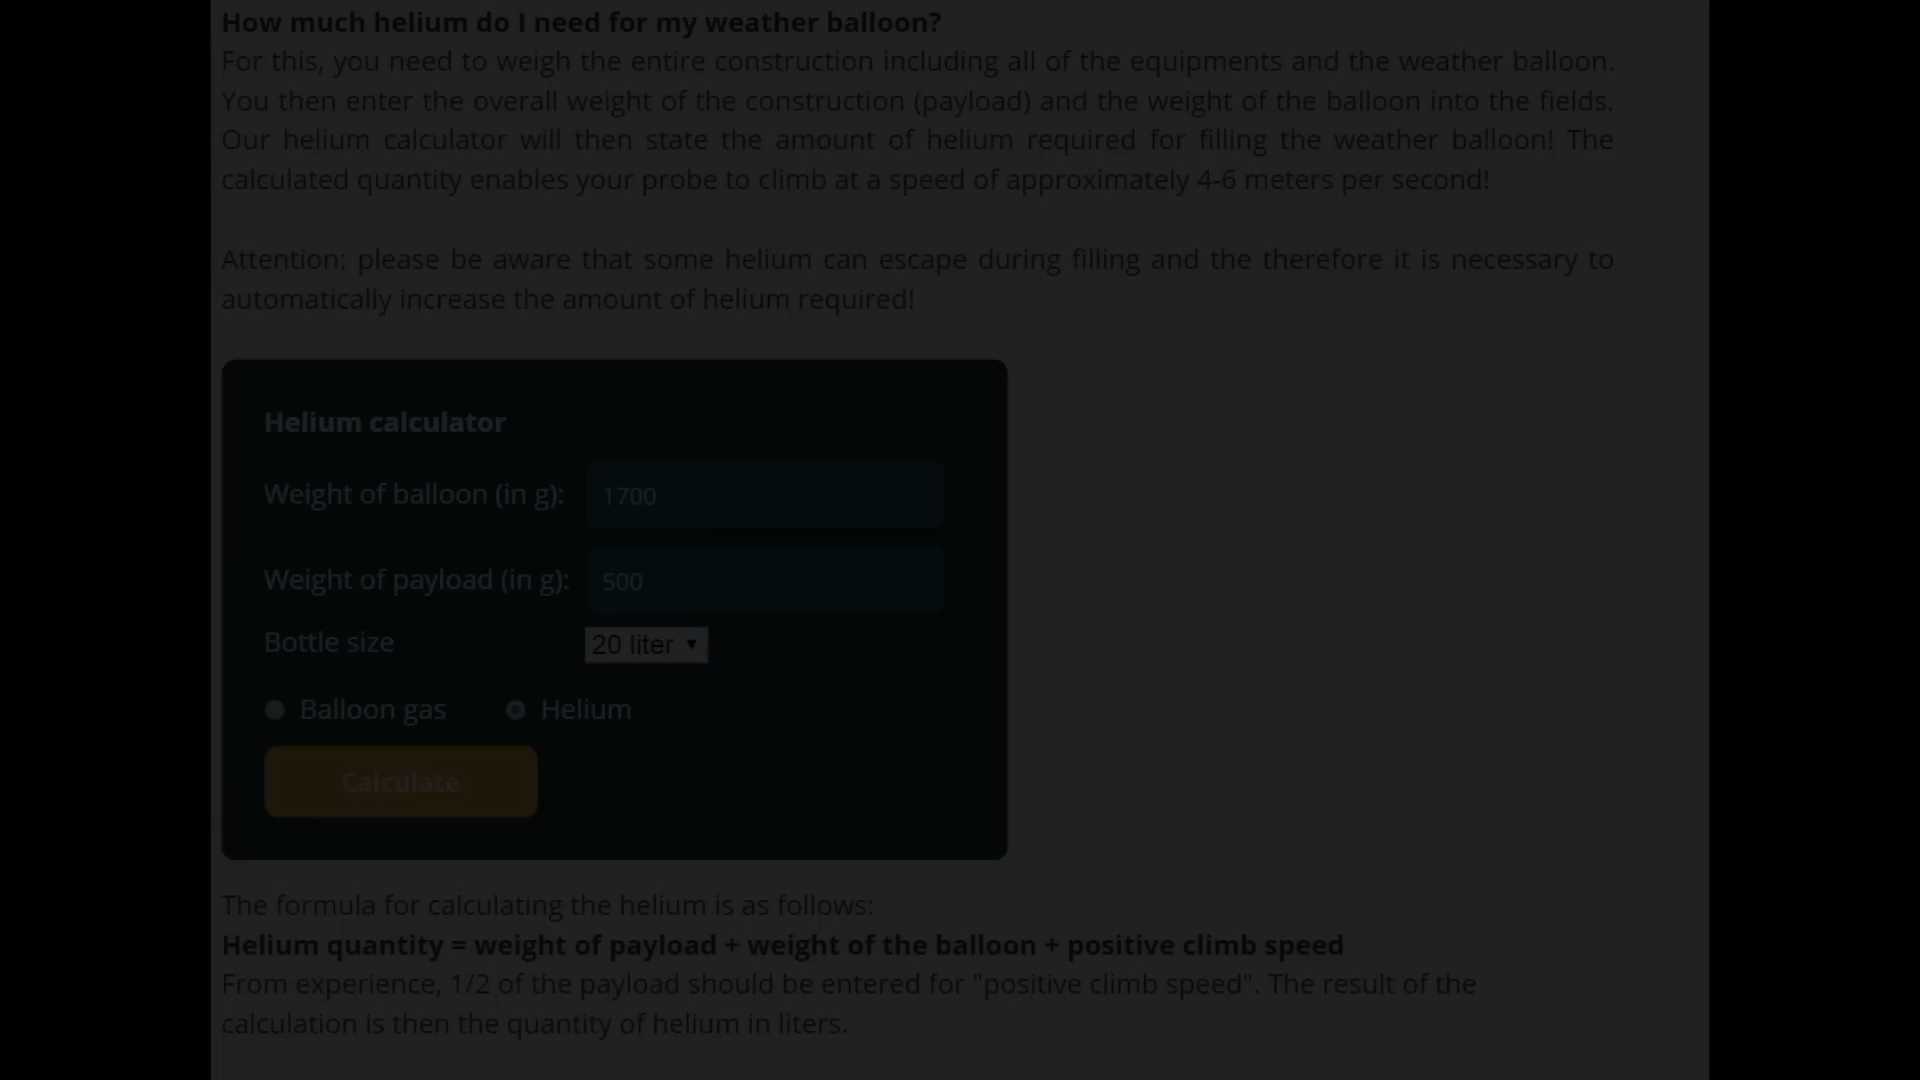 How much helium do I need for my weather balloon?
For this, you need to weigh the entire construction including all of the equipments and the weather balloon.
You then enter the overall weight of the construction (payload) and the weight of the balloon into the fields.
Our helium calculator will then state the amount of helium required for filling the weather balloon! The
calculated quantity enables your probe to climb at a speed of approximately 4-6 meters per second!
Attention: please be aware that some helium can escape during filling and the therefore it is necessary to
automatically increase the amount of helium required!
Helium calculator
Weight of balloon (in g): 1700
Weight of payload (in g): 500
Bottle size 20 liter
Balloon gas Helium
Calculate
The formula for calculating the helium is as follows:
Helium quantity = weight of payload + weight of the balloon + positive climb speed
From experience, 1/2 of the payload should be entered for "positive climb speed". The result of the
calculation is then the quantity of helium in liters.